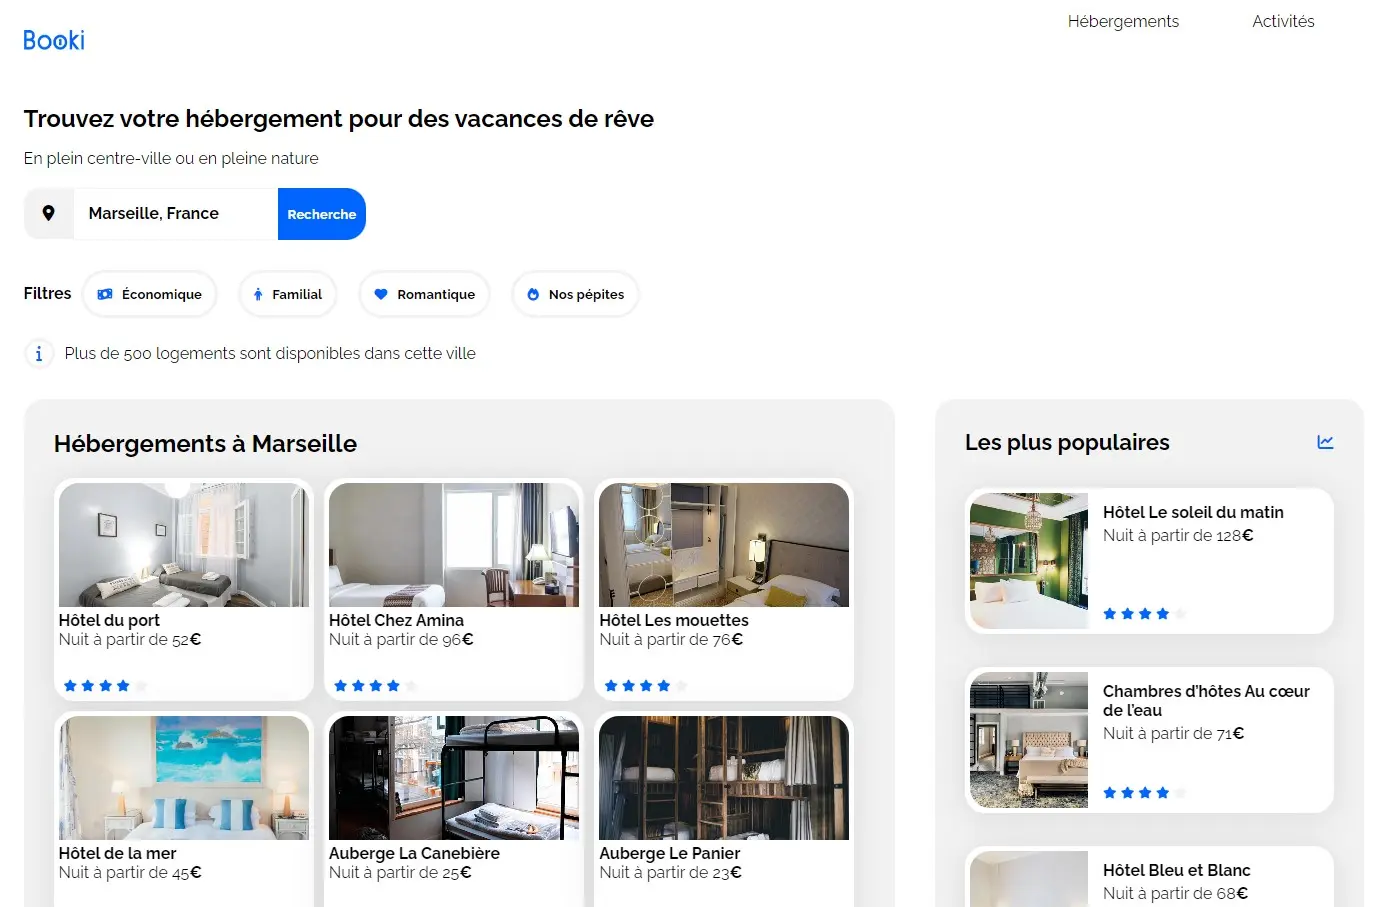 Booki
Hébergements
Activités
Trouvez votre hébergement pour des vacances de rêve
En plein centre-ville ou en pleine nature
Marseille, France
Recherche
Filtres
Économique
Familial
Romantique
Nos pépites
Plus de 500 logements sont disponibles dans cette ville
Hébergements à Marseille
Hôtel du port
Nuit à partir de 52€
Hôtel Chez Amina
Nuit à partir de 96€
Hôtel Les mouettes
Nuit à partir de 76€
Hôtel de la mer
Nuit à partir de 45€
Auberge La Canebière
Nuit à partir de 25€
Auberge Le Panier
Nuit à partir de 23€
Les plus populaires
Hôtel Le soleil du matin
Nuit à partir de 128€
Chambres d’hôtes Au cœur
de l’eau
Nuit à partir de 71€
Hôtel Bleu et Blanc
Nuit à partir de 68€